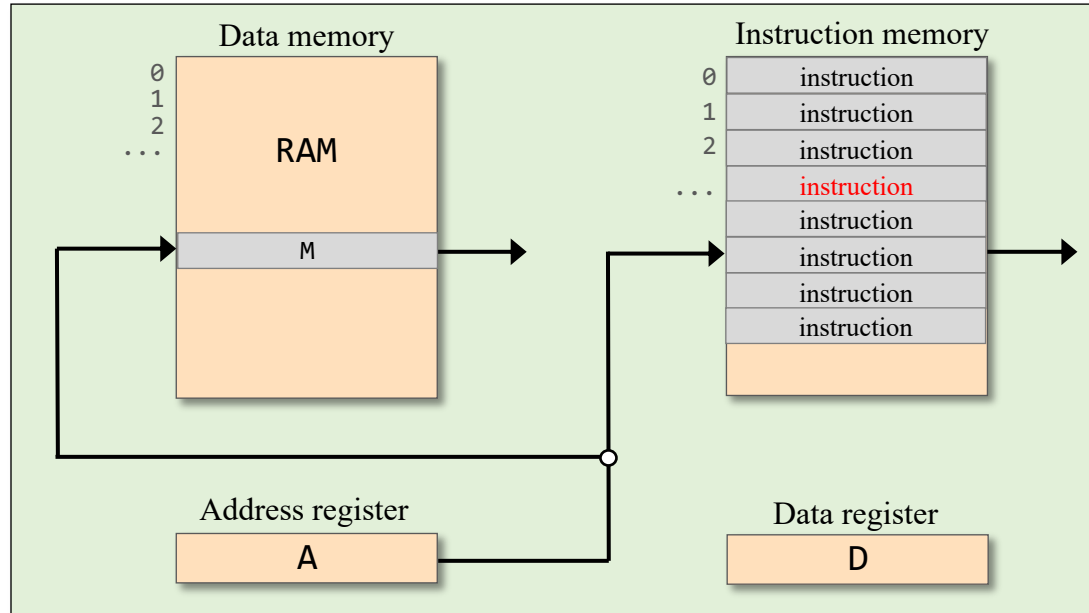 Data memory
0
1
2
...
RAM
M
Instruction memory
0
1
2
...
instruction
instruction
instruction
instruction
instruction
instruction
instruction
instruction
Address register
A
Data register
D